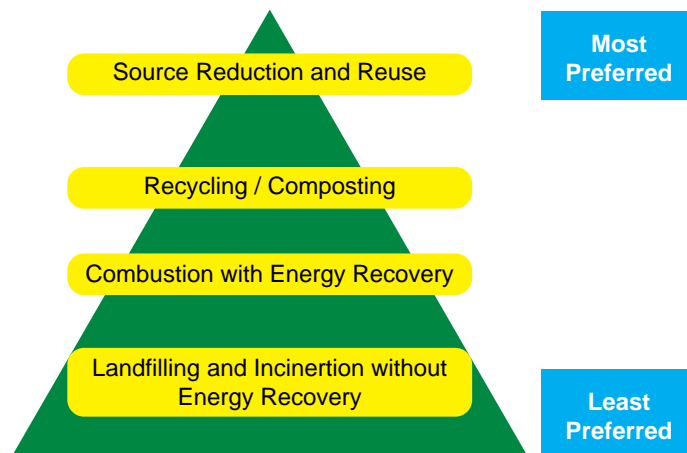 Source Reduction and Reuse
Most
Preferred
Recycling / Composting
Combustion with Energy Recovery
Landfilling and Incinertion without
Energy Recovery
Least
Preferred